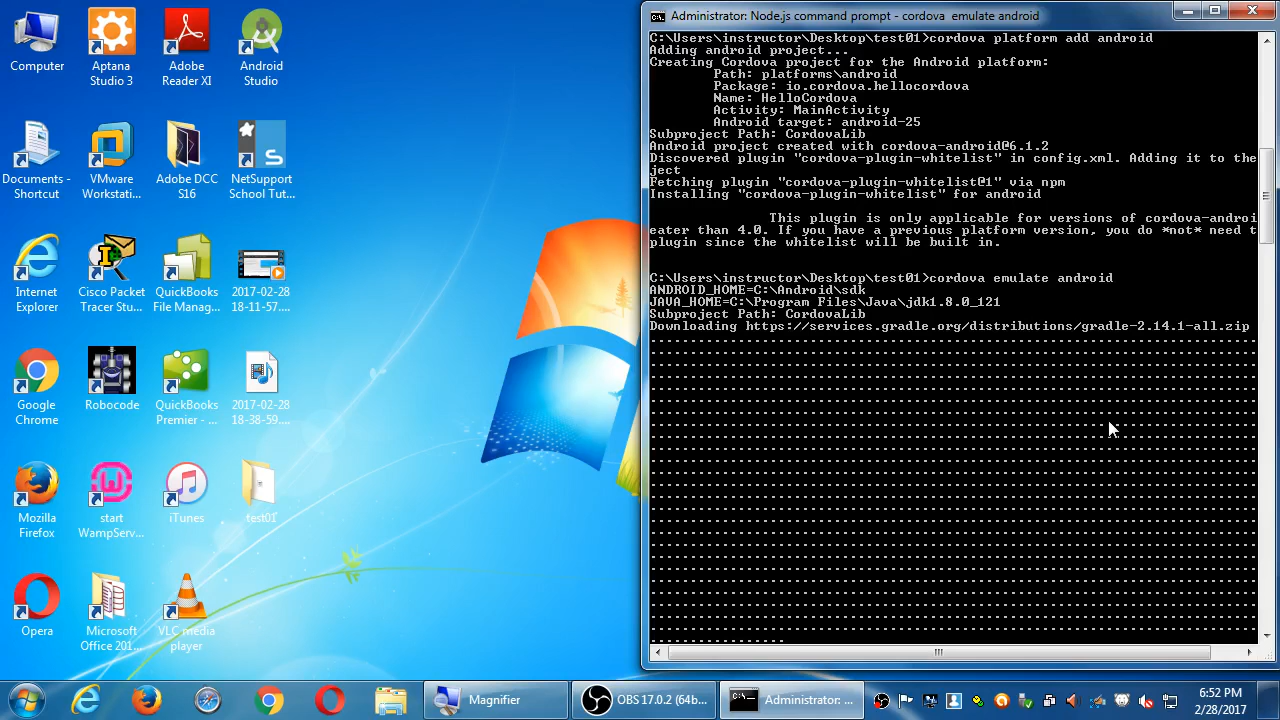 Computer
Aptana
Studio 3
Adobe
Reader XI
Android
Studio
Documents -
Shortcut
VMware
Workstati...
Adobe DCC
S16
NetSupport
School Tut...
Internet
Explorer
Cisco Packet
Tracer Stu...
QuickBooks
File Manag...
2017-02-28
18-11-57....
Google
Chrome
Robocode
QuickBooks
Premier - ...
2017-02-28
18-38-59....
Mozilla
Firefox
start
WampServ...
iTunes
test01
Opera
Microsoft
Office 201...
VLC media
player
Administrator: Node.js command prompt - cordova emulate android
C:\Users\instructor\Desktop\test01>cordova platform add android
Adding android project...
Creating Cordova project for the Android platform:
Path: platforms\android
Package: io.cordova.hellocordova
Name: HelloCordova
Activity: MainActivity
Android target: android-25
Subproject Path: CordovaLib
Android project created with cordova-android@6.1.2
Discovered plugin "cordova-plugin-whitelist" in config.xml. Adding it to the
ject
Fetching plugin "cordova-plugin-whitelist@1" via npm
Installing "cordova-plugin-whitelist" for android
This plugin is only applicable for versions of cordova-androi
eater than 4.0. If you have a previous platform version, you do *not* need t
plugin since the whitelist will be built in.
C:\Users\instructor\Desktop\test01>cordova emulate android
ANDROID_HOME=C:\Android\sdk
JAVA_HOME=C:\Program Files\Java\jdk1.8.0_121
Subproject Path: CordovaLib
Downloading https://services.gradle.org/distributions/gradle-2.14.1-all.zip
Magnifier
OBS 17.0.2 (64b...
Administrator: ...
6:52 PM
2/28/2017